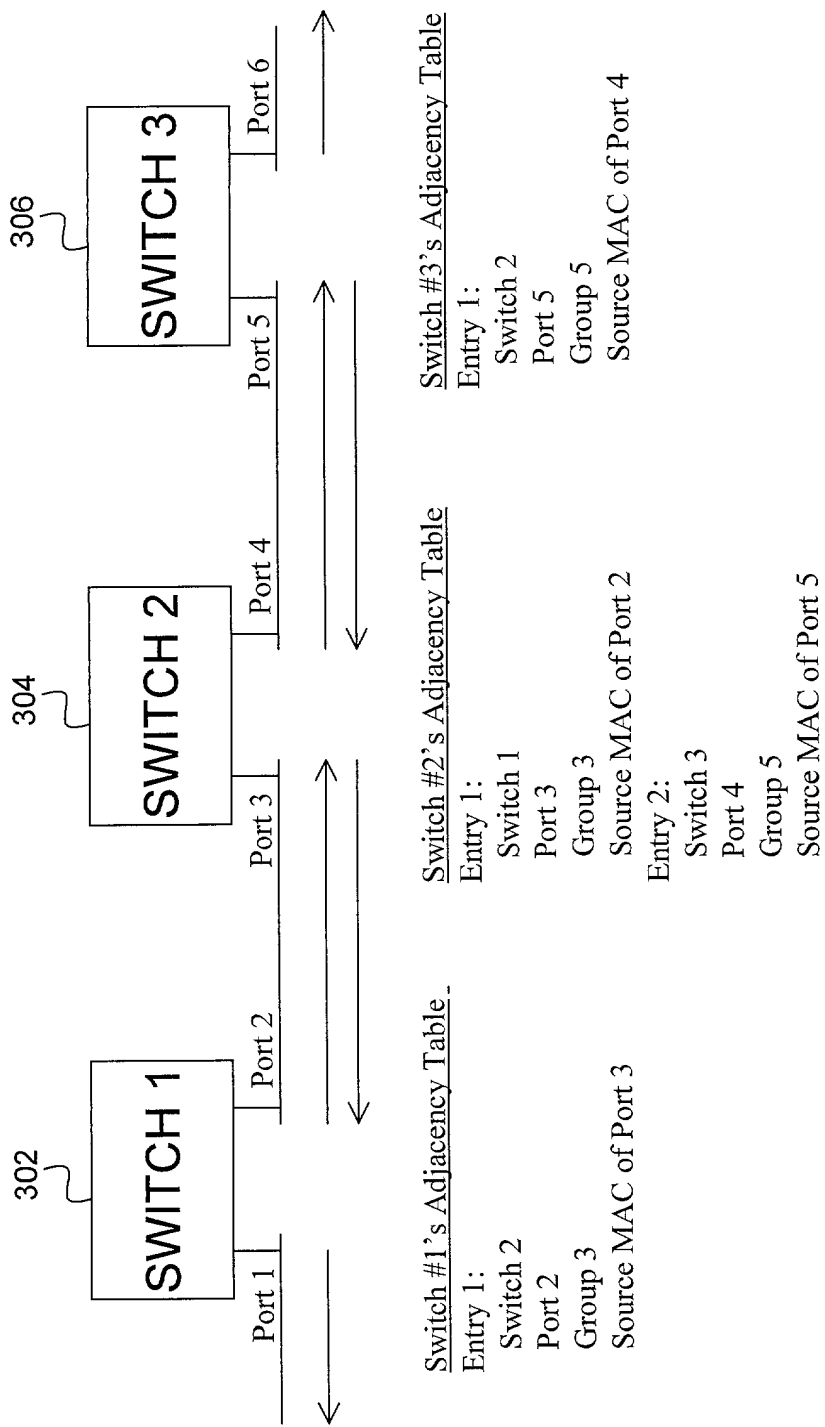 302
304
306
SWITCH 1
SWITCH 2
SWITCH 3
Port 1
Port 2
Port 3
Port 4
Port 5
Port 6
Switch #1's Adjacency Table
Entry 1:
Switch 2
Port 2
Group 3
Source MAC of Port 3
Switch #2's Adjacency Table
Entry 1:
Switch 1
Port 3
Group 3
Source MAC of Port 2
Entry 2:
Switch 3
Port 4
Group 5
Source MAC of Port 5
Switch #3's Adjacency Table
Entry 1:
Switch 2
Port 5
Group 5
Source MAC of Port 4